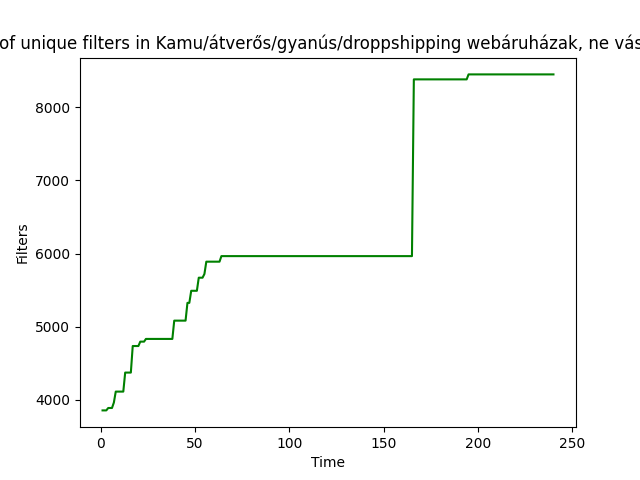 of unique filters in Kamu/átverős/gyanús/droppshipping webáruházak, ne vás
8000
7000
6000
5000
4000
Filters
0 50 100 150 200 250
Time